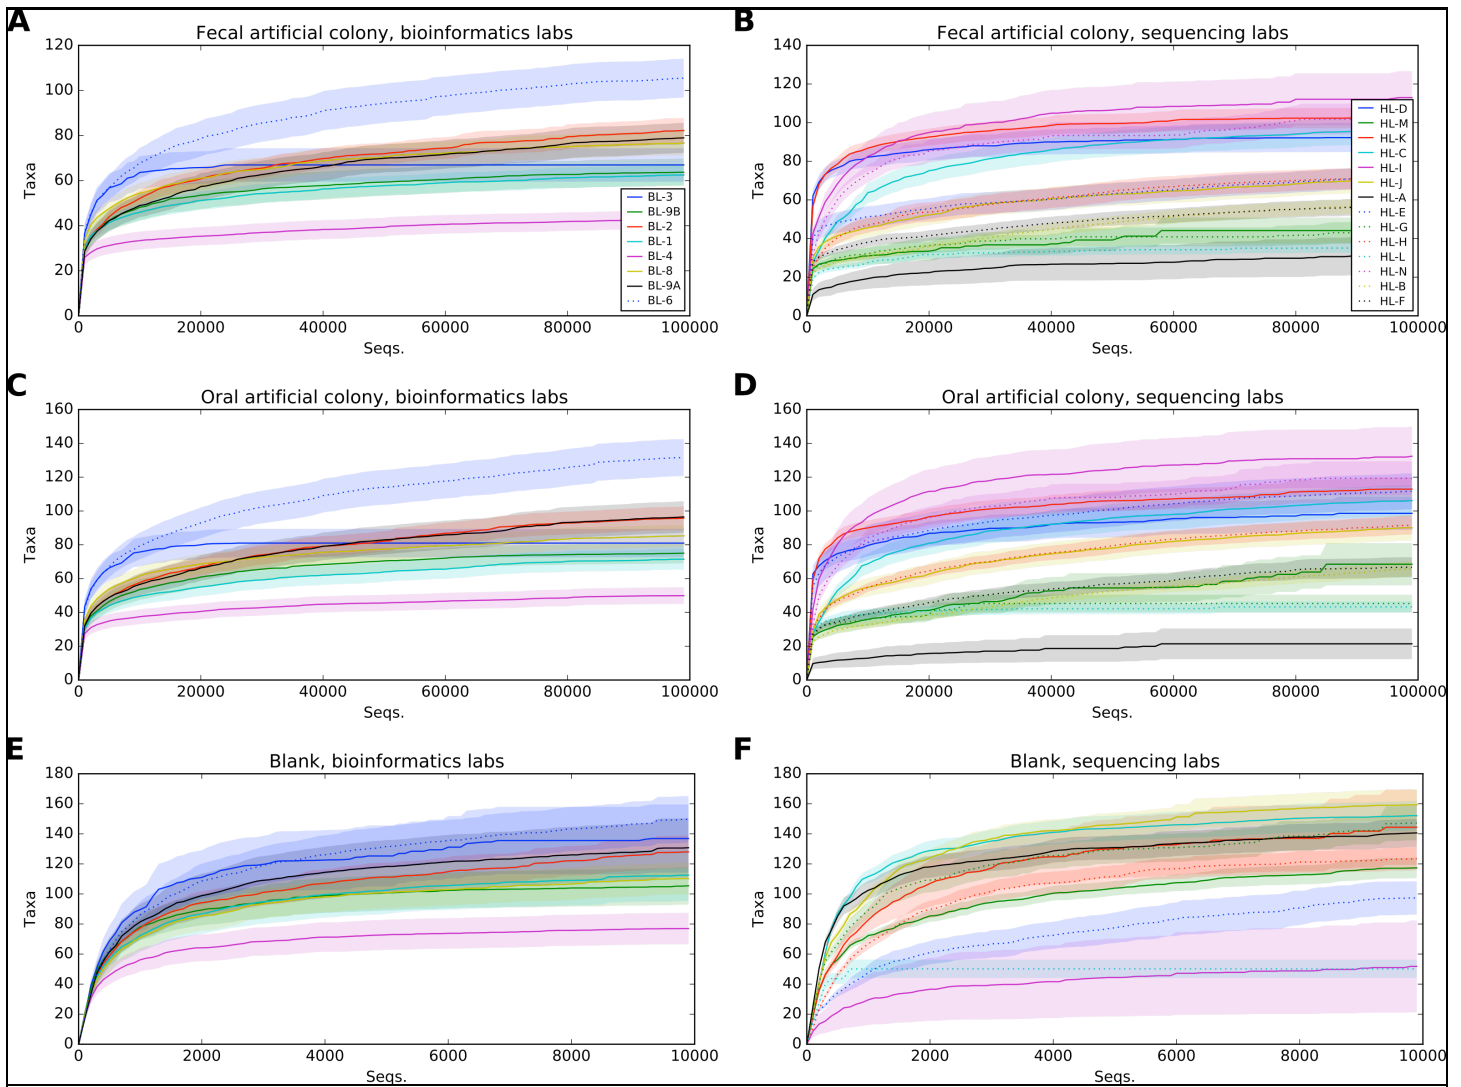 A
Fecal artificial colony, bioinformatics labs
120
100
80
60
40
20
0
Taxa
0 20000 40000 60000 80000 100000
Seqs.
BL-3
BL-9B
BL-2
BL-1
BL-4
BL-8
BL-9A
BL-6
B
Fecal artificial colony, sequencing labs
140
120
100
80
60
40
20
0
Taxa
0 20000 40000 60000 80000 100000
Seqs.
HL-D
HL-M
HL-K
HL-C
HL-I
HL-J
HL-A
HL-E
HL-G
HL-H
HL-L
HL-N
HL-B
HL-F
C
Oral artificial colony, bioinformatics labs
160
140
120
100
80
60
40
20
0
Taxa
0 20000 40000 60000 80000 100000
Seqs.
D
Oral artificial colony, sequencing labs
160
140
120
100
80
60
40
20
0
Taxa
0 20000 40000 60000 80000 100000
Seqs.
E
Blank, bioinformatics labs
180
160
140
120
100
80
60
40
20
0
Taxa
0 2000 4000 6000 8000 10000
Seqs.
F
Blank, sequencing labs
180
160
140
120
100
80
60
40
20
0
Taxa
0 2000 4000 6000 8000 10000
Seqs.